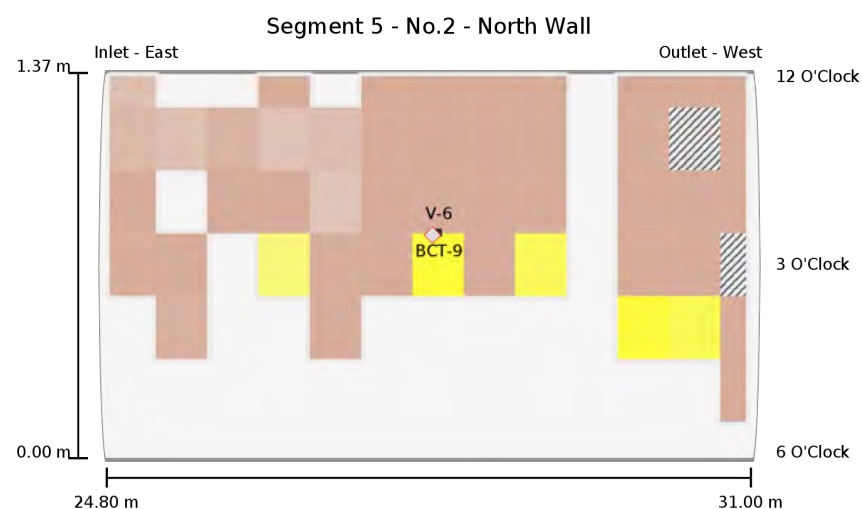 Segment 5 - No.2 - North Wall
Inlet - East
Outlet - West
1.37 m
12 O'Clock
V-6
BCT-9
3 O'Clock
0.00 m
6 O'Clock
24.80 m
31.00 m